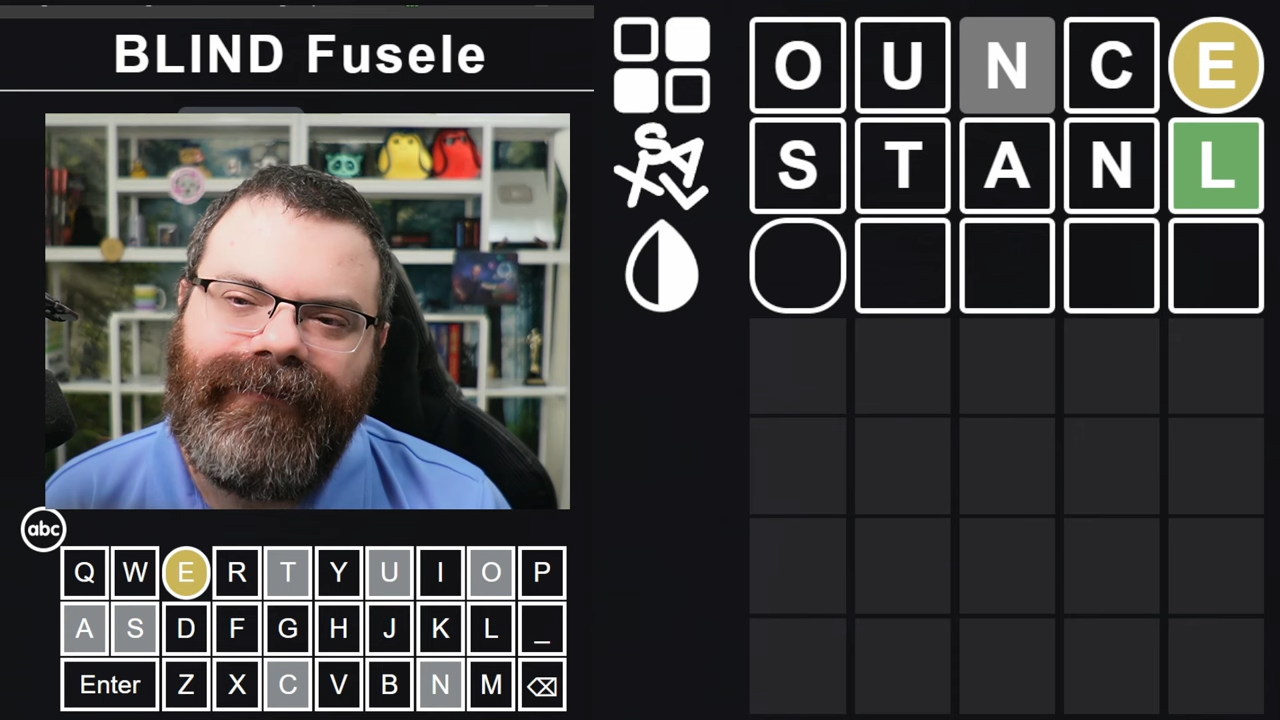 BLIND Fusele
OUNCE
STANL
abc
QWERTYUIOP
ASDFGHJKL_
Enter ZXCVBNM⌫